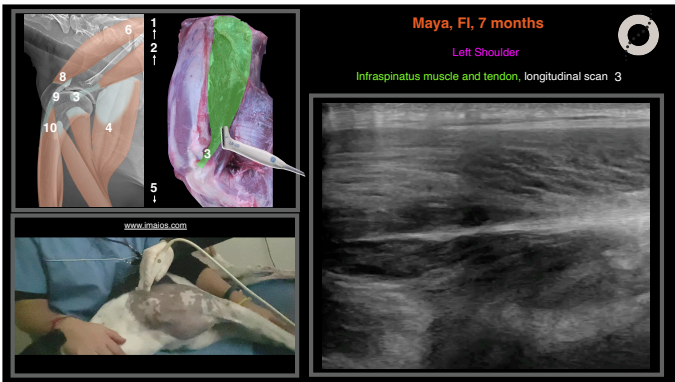 Maya, FI, 7 months
Left Shoulder
Infraspinatus muscle and tendon, longitudinal scan 3
1
2
5
6
8
9 3
10 4
3
www.imaios.com